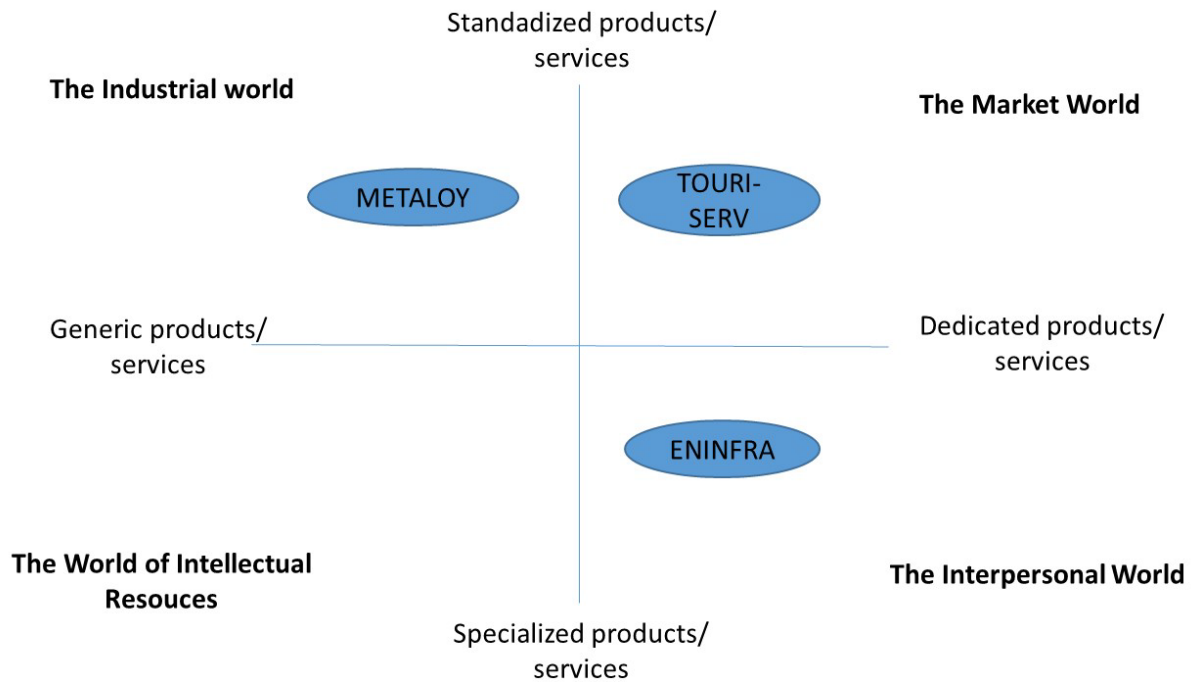 Standadized products/
services
The Industrial world
The Market World
METALOY
TOURI-
SERV
Generic products/
services
Dedicated products/
services
ENINFRA
The World of Intellectual
Resouces
The Interpersonal World
Specialized products/
services